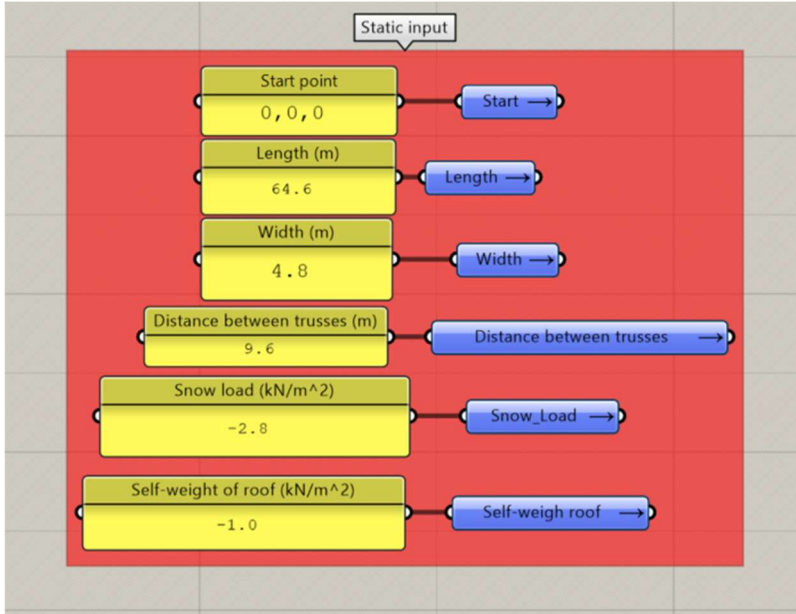 Static input
Start point
0,0,0
Start →
Length (m)
64.6
Length →
Width (m)
4.8
Width →
Distance between trusses (m)
9.6
Distance between trusses →
Snow load (kN/m^2)
-2.8
Snow_Load →
Self-weight of roof (kN/m^2)
-1.0
Self-weigh roof →